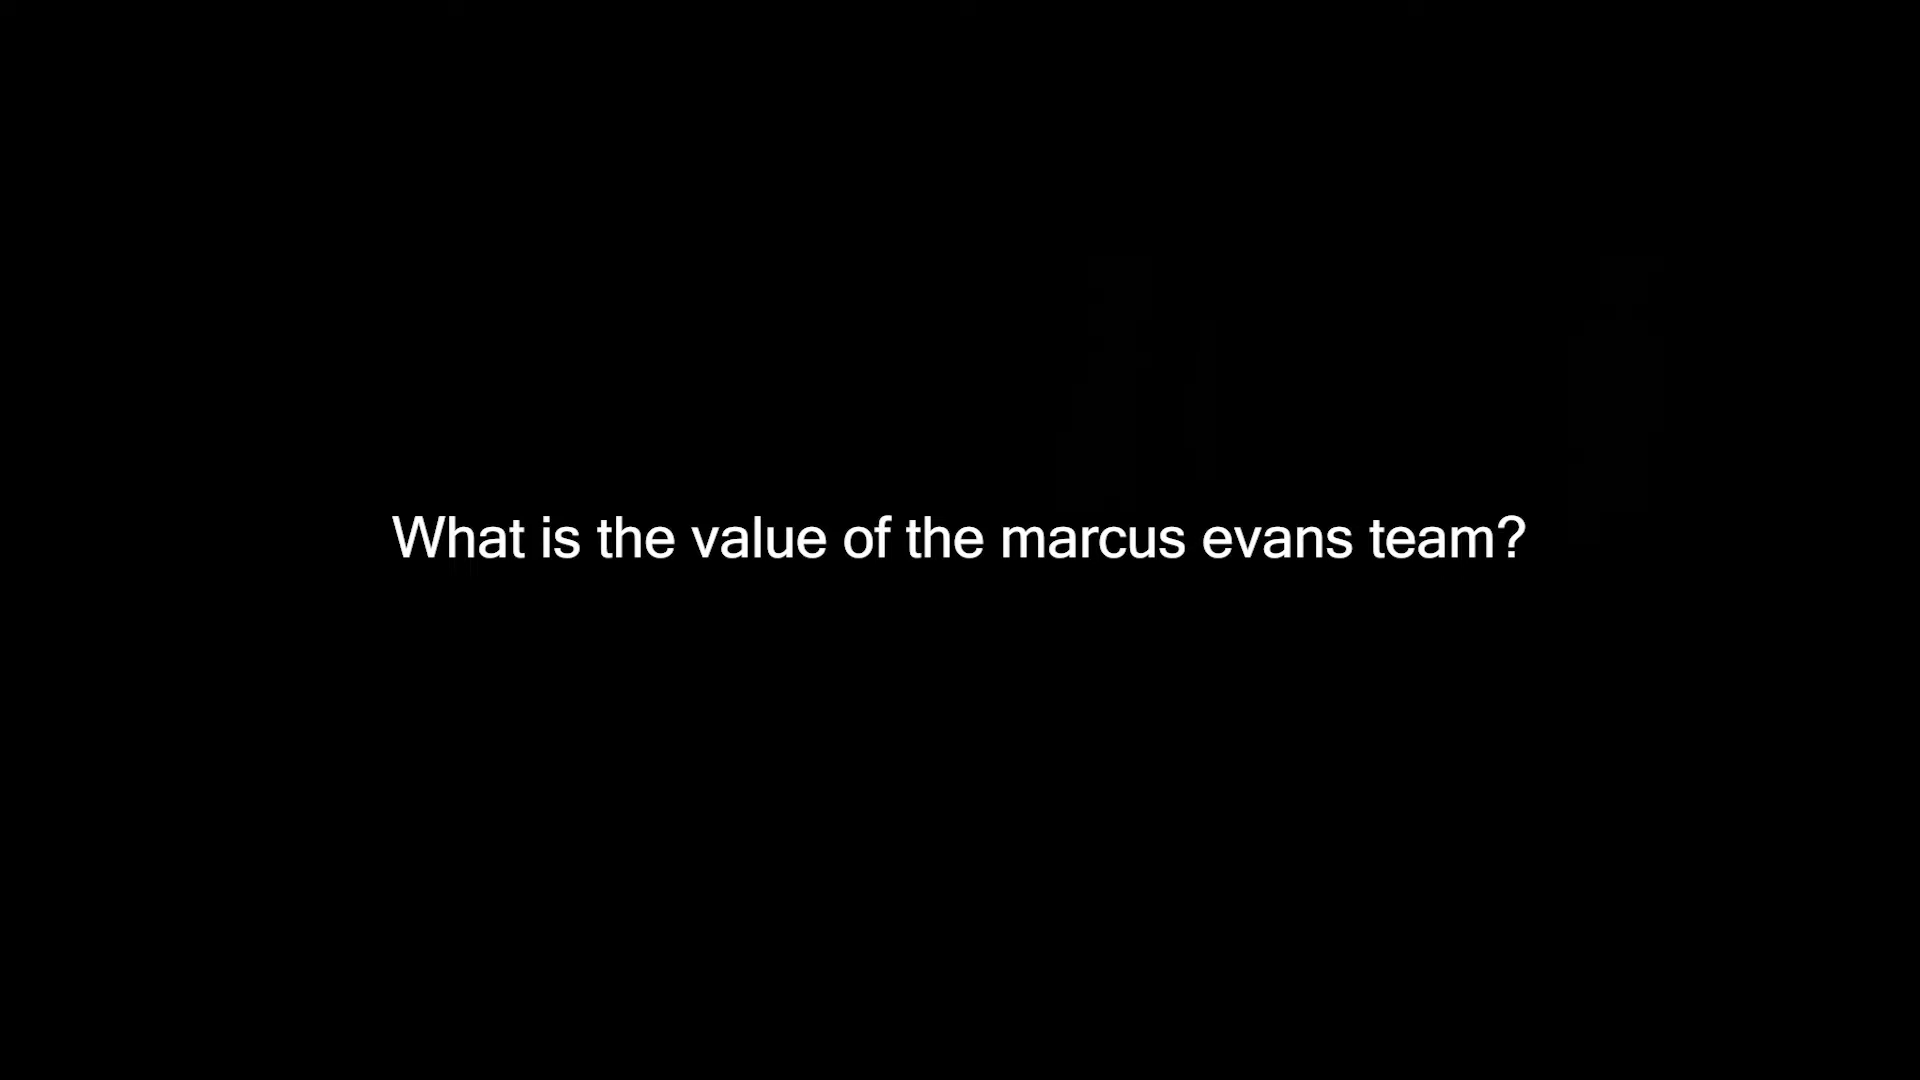 What is the value of the marcus evans team?